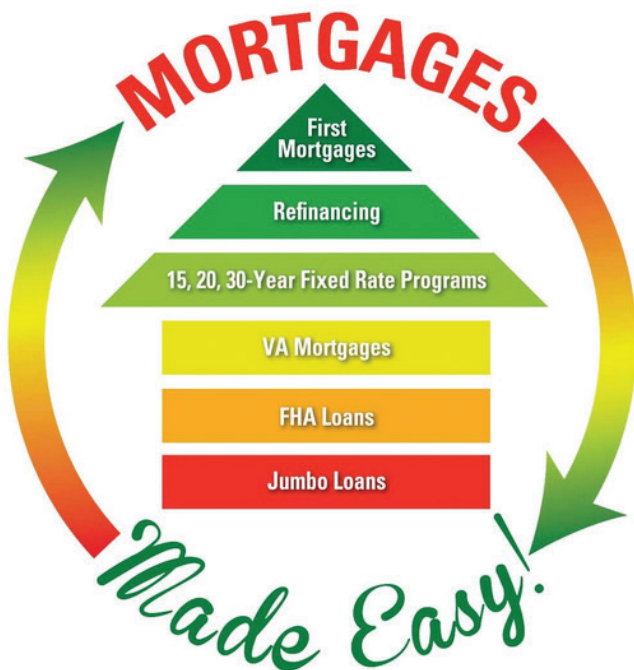 MORTGAGES
First
Mortgages
Refinancing
15, 20, 30-Year Fixed Rate Programs
VA Mortgages
FHA Loans
Jumbo Loans
Made Easy!